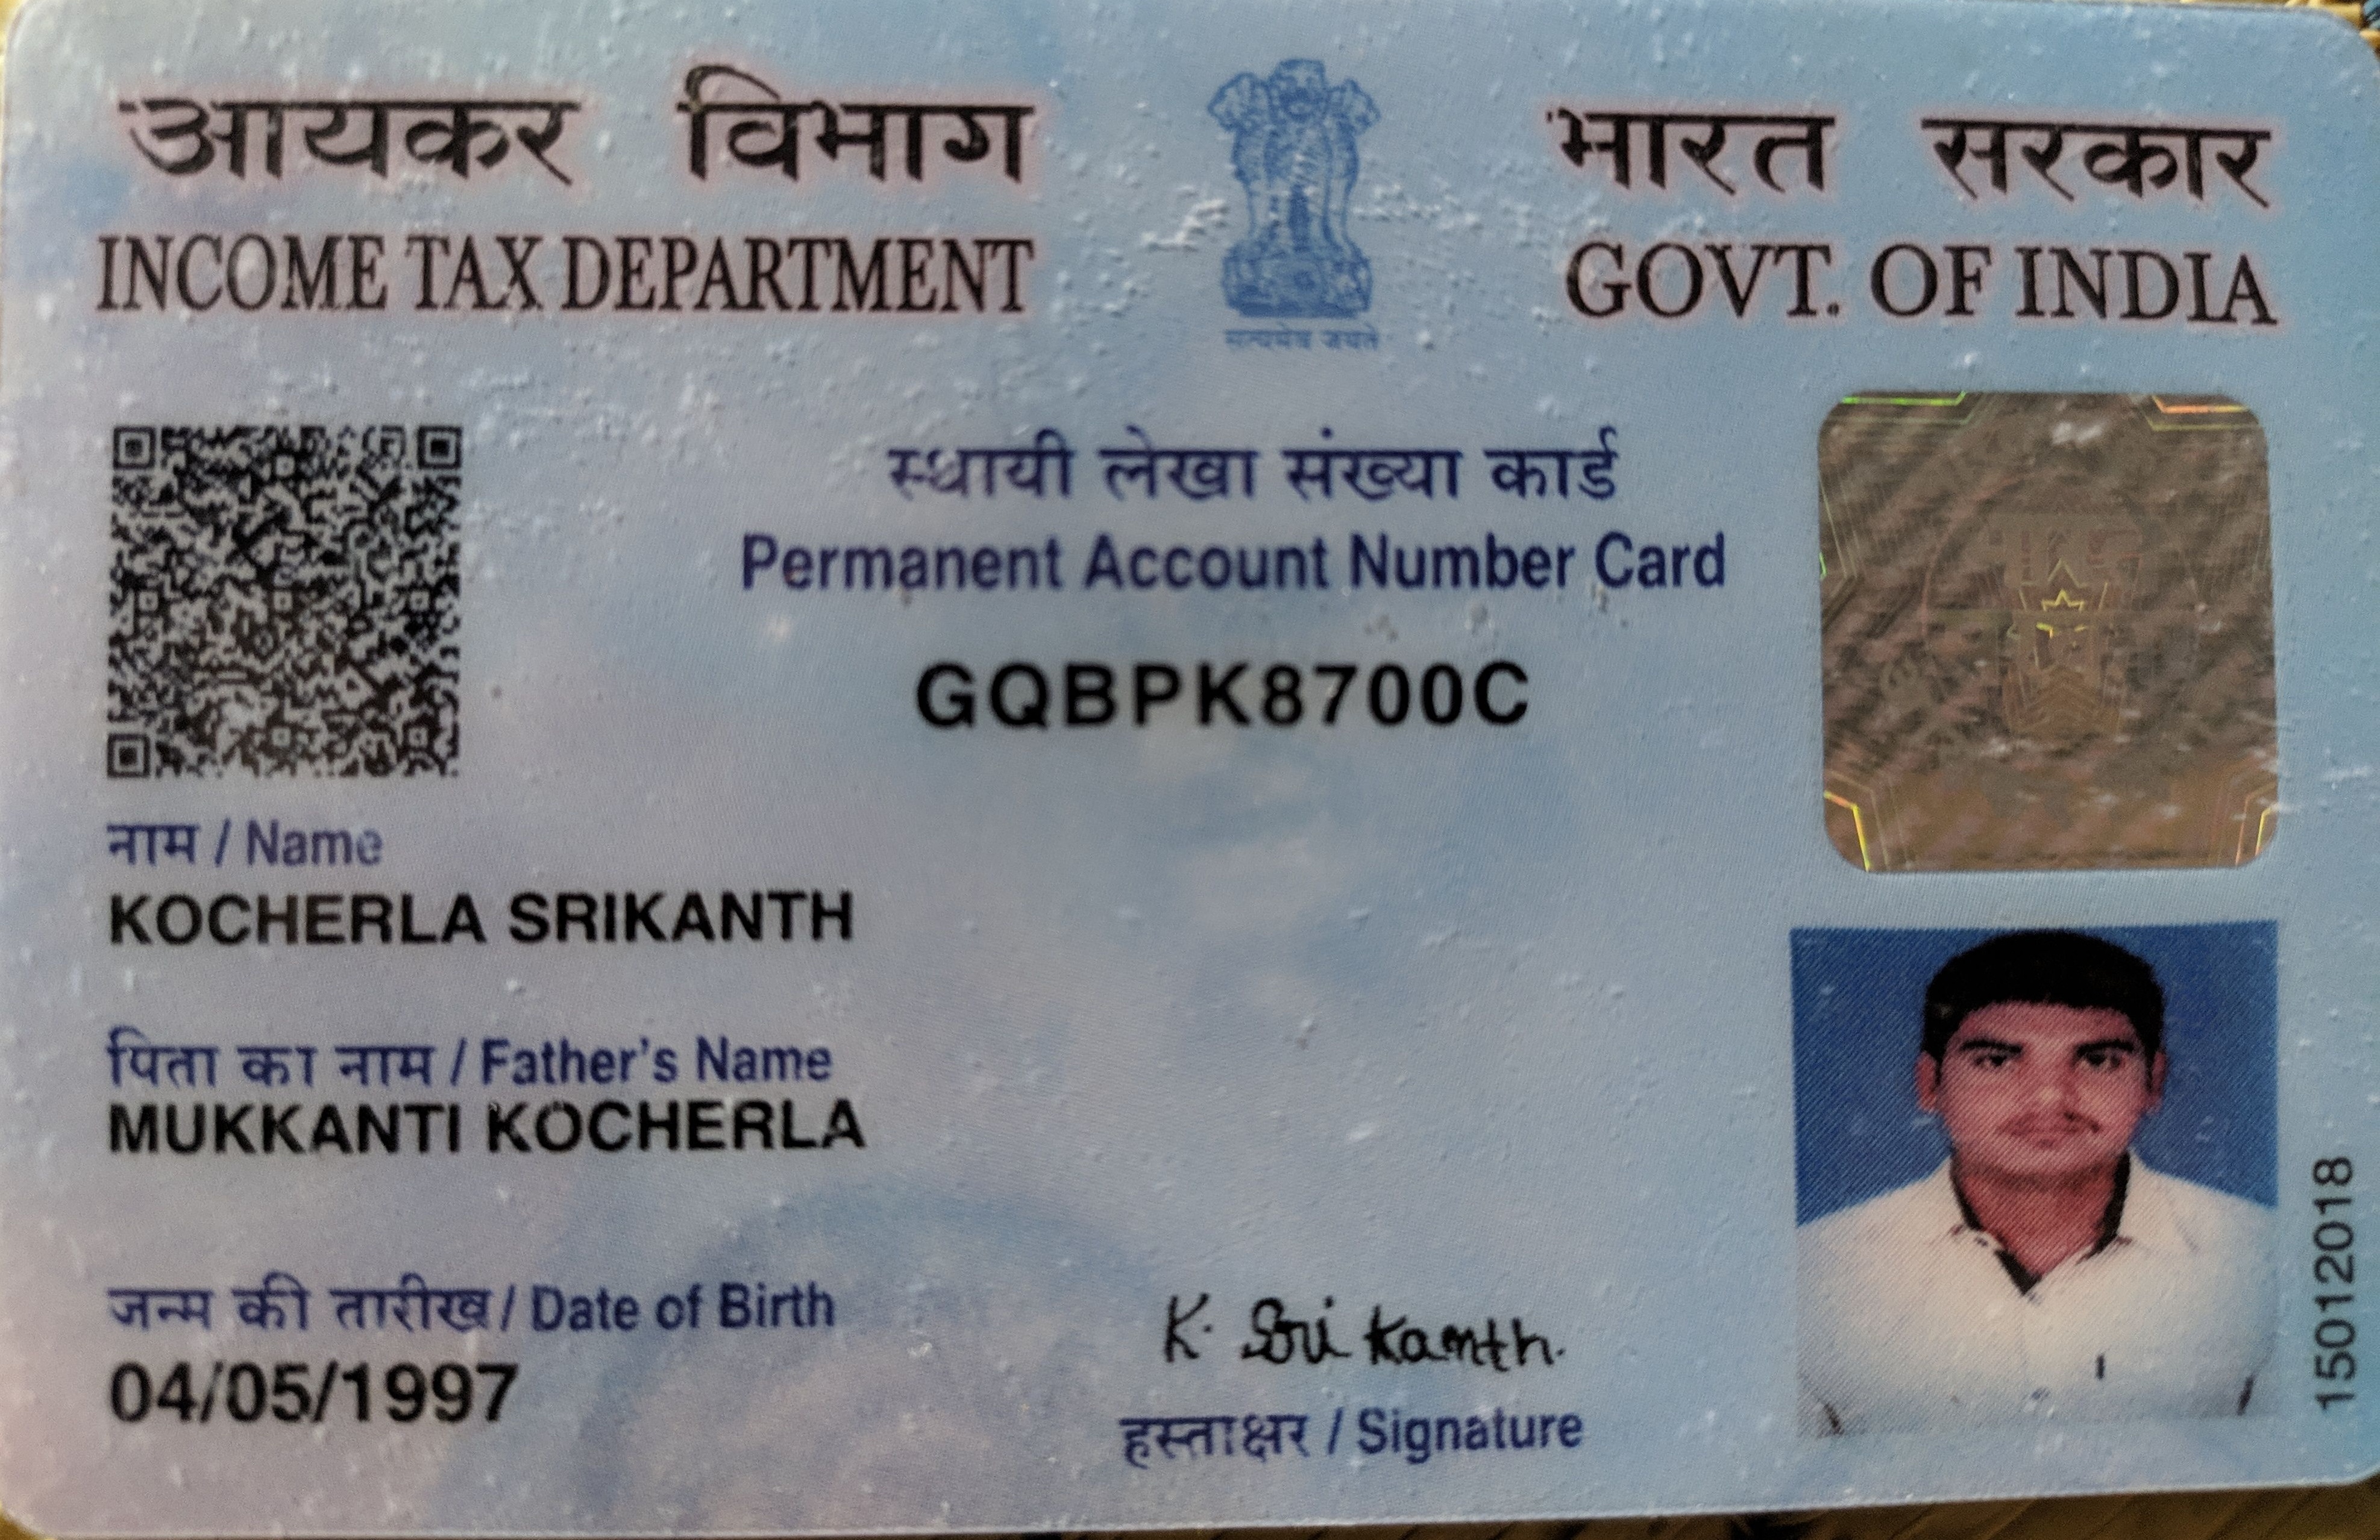 आयकर विभाग
INCOME TAX DEPARTMENT
सत्यमेव जयते
भारत सरकार
GOVT. OF INDIA
स्थायी लेखा संख्या कार्ड
Permanent Account Number Card
GQBPK8700C
नाम / Name
KOCHERLA SRIKANTH
पिता का नाम / Father's Name
MUKKANTI KOCHERLA
जन्म की तारीख / Date of Birth
04/05/1997
K. Srikanth.
हस्ताक्षर / Signature
15012018